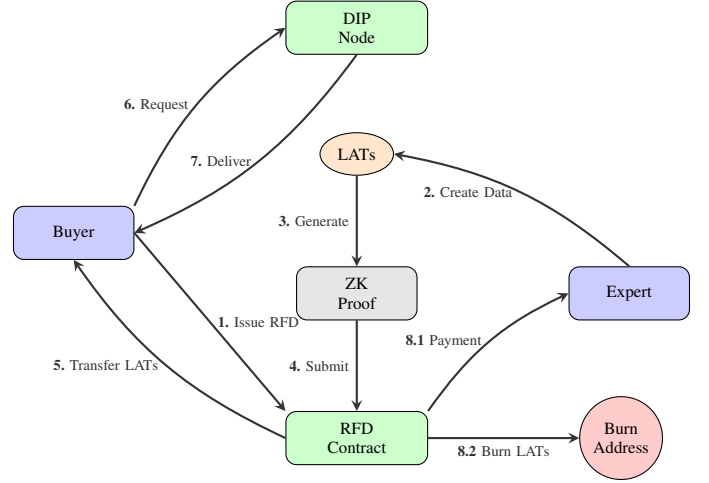 DIP
Node
6. Request
7. Deliver
LATs
2. Create Data
3. Generate
Buyer
ZK
Proof
Expert
1. Issue RFD
8.1 Payment
5. Transfer LATs
4. Submit
RFD
Contract
8.2 Burn LATs
Burn
Address